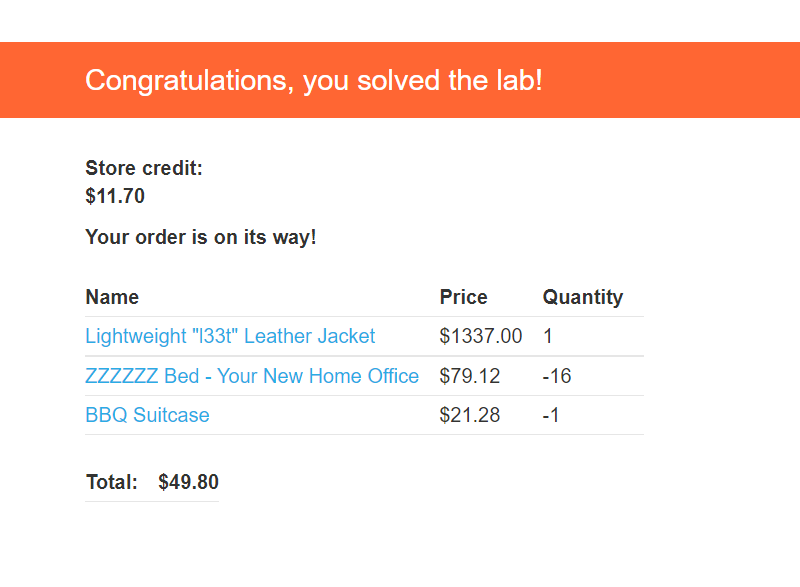 Congratulations, you solved the lab!
Store credit:
$11.70
Your order is on its way!
Name Price Quantity
Lightweight "l33t" Leather Jacket $1337.00 1
ZZZZZZ Bed - Your New Home Office $79.12 -16
BBQ Suitcase $21.28 -1
Total: $49.80